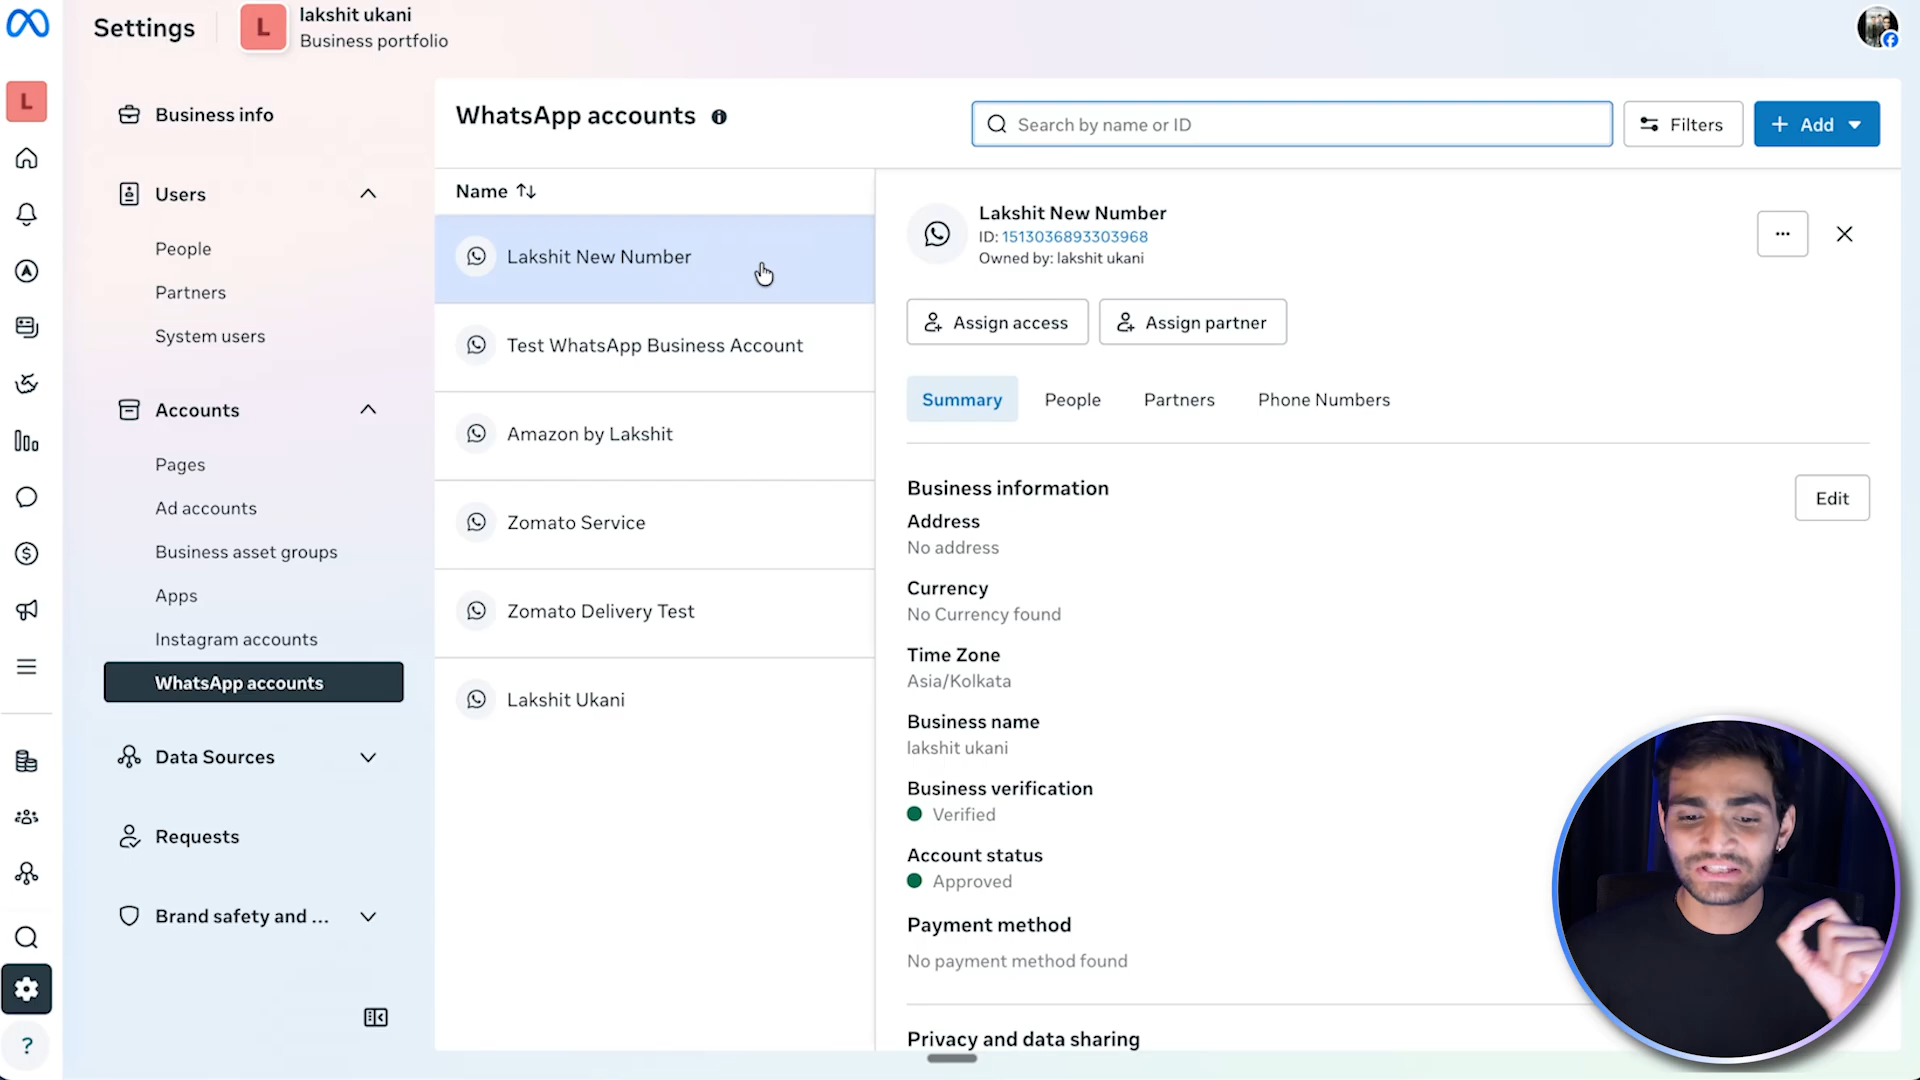 Settings
L
lakshit ukani
Business portfolio
L
Business info
Users
People
Partners
System users
Accounts
Pages
Ad accounts
Business asset groups
Apps
Instagram accounts
WhatsApp accounts
Data Sources
Requests
Brand safety and ...
?
WhatsApp accounts
Search by name or ID
Filters
+ Add
Name
Lakshit New Number
Test WhatsApp Business Account
Amazon by Lakshit
Zomato Service
Zomato Delivery Test
Lakshit Ukani
Lakshit New Number
ID: 1513036893303968
Owned by: lakshit ukani
...
Assign access
Assign partner
Summary
People
Partners
Phone Numbers
Business information
Edit
Address
No address
Currency
No Currency found
Time Zone
Asia/Kolkata
Business name
lakshit ukani
Business verification
Verified
Account status
Approved
Payment method
No payment method found
Privacy and data sharing